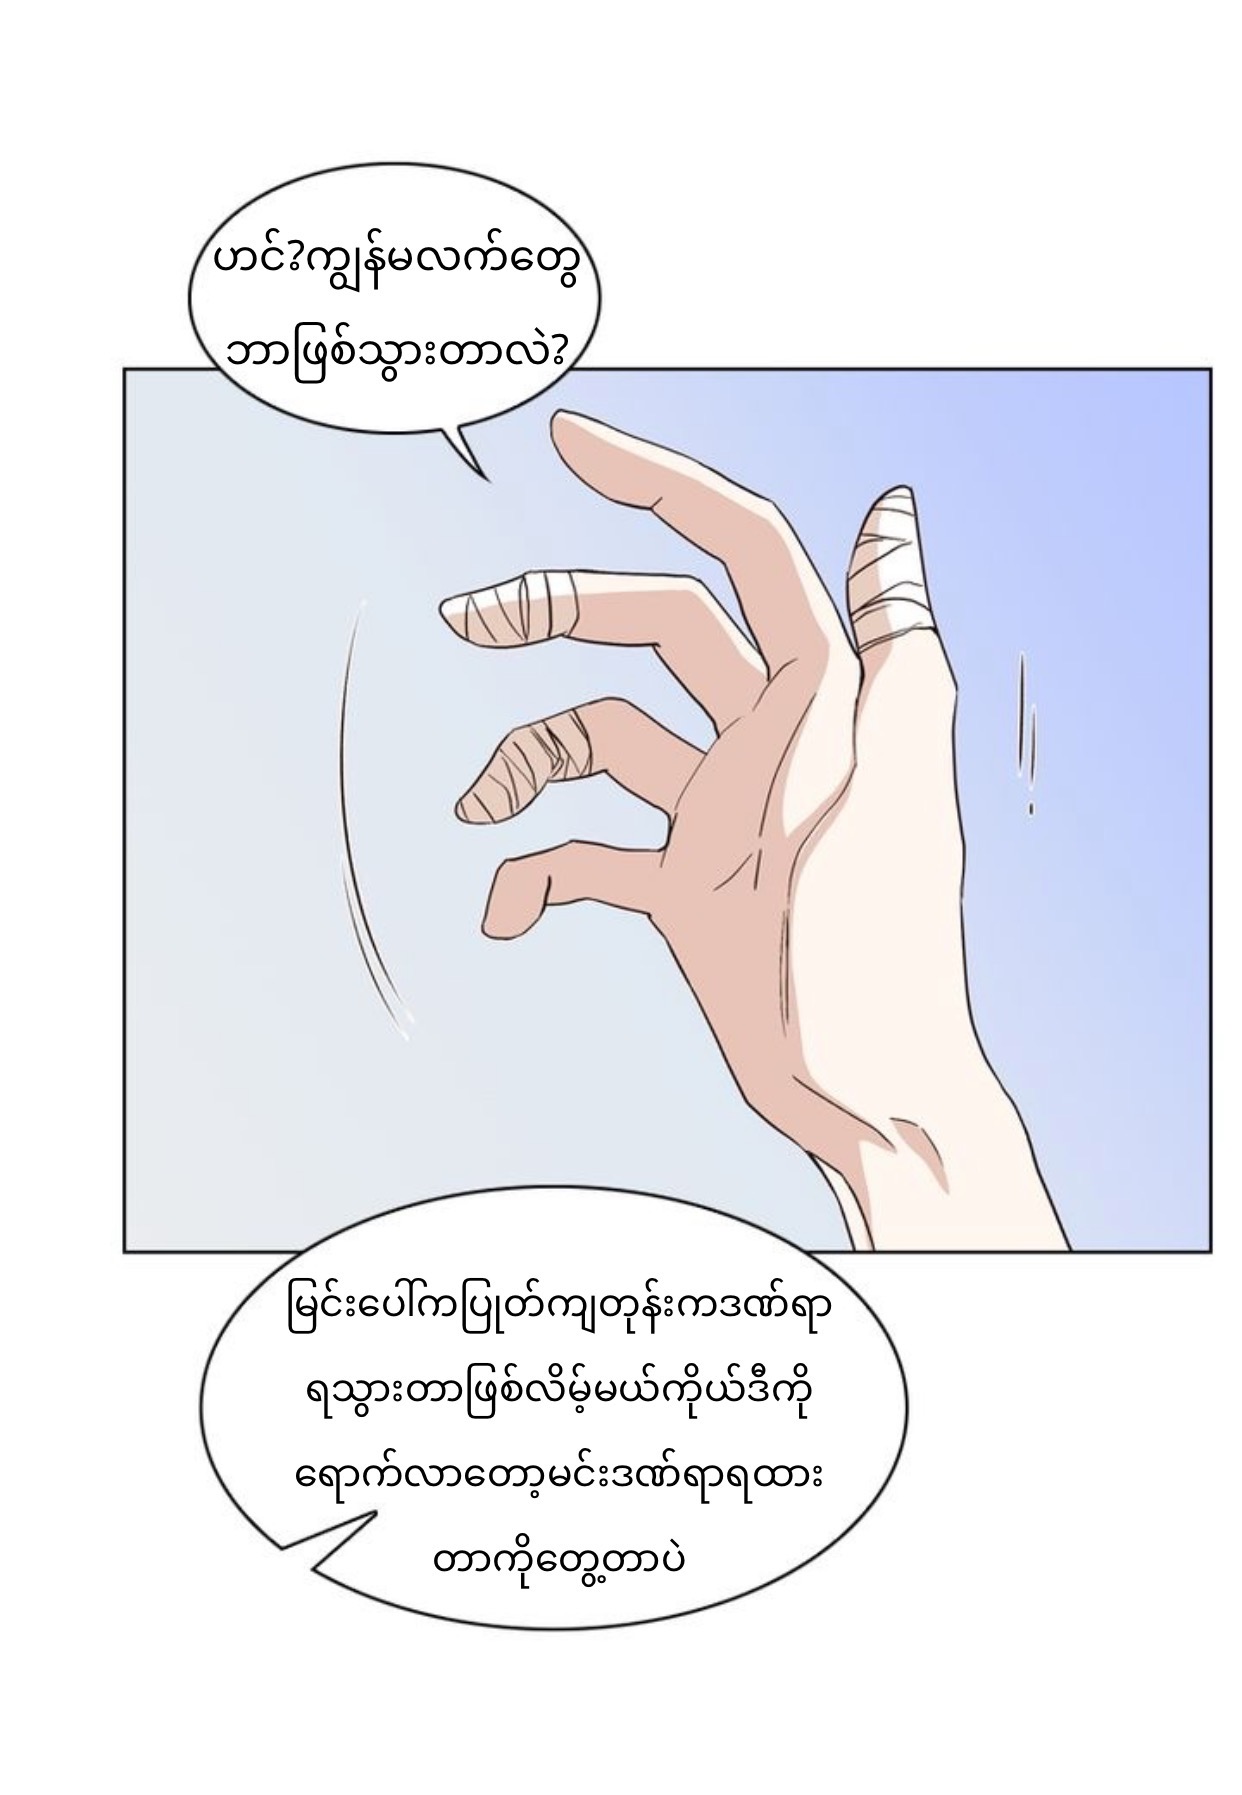 ဟင်း?ကျွန်မလက်တွေ
ဘာဖြစ်သွားတာလဲ?
မြင်းပေါ်ကပြုတ်ကျတုန်းကဒဏ်ရာ
ရသွားတာဖြစ်လိမ့်မယ်ကိုယ်ဒီကို
ရောက်လာတော့မင်းဒဏ်ရာရထား
တာကိုတွေ့တာပဲ